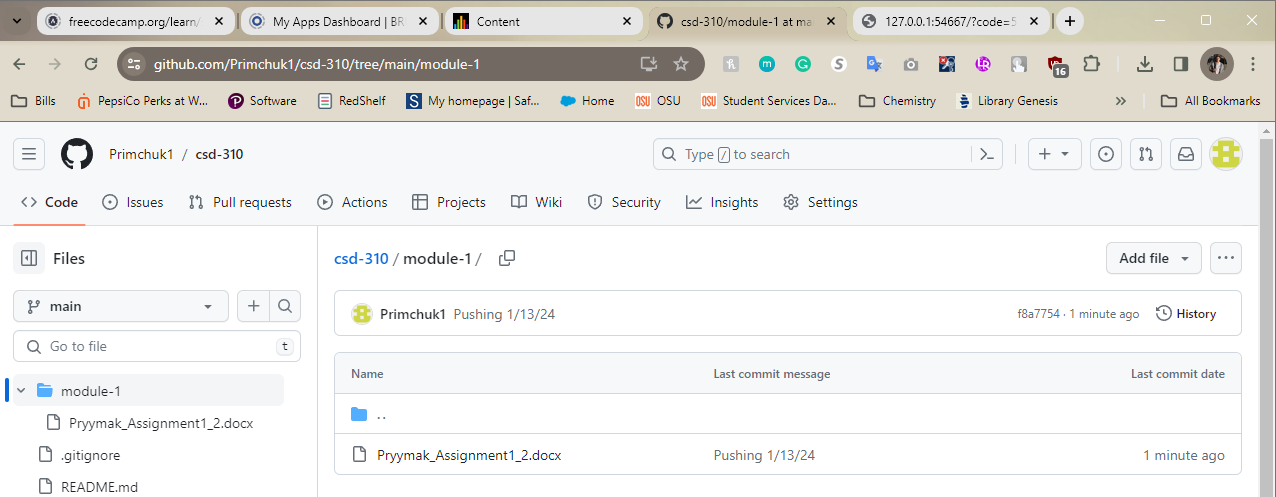 freecodecamp.org/learn/
My Apps Dashboard | BR
Content
csd-310/module-1 at ma
127.0.0.1:54667/?code=5
github.com/Primchuk1/csd-310/tree/main/module-1
16
Bills
PepsiCo Perks at W...
Software
RedShelf
My homepage | Saf...
Home
OSU
OSU
OSU
Student Services Da...
Chemistry
Library Genesis
»
All Bookmarks
Primchuk1 / csd-310
Type / to search
Code
Issues
Pull requests
Actions
Projects
Wiki
Security
Insights
Settings
Files
csd-310 / module-1 /
Add file
main
Primchuk1 Pushing 1/13/24
f8a7754 · 1 minute ago
History
Go to file
t
Name
Last commit message
Last commit date
module-1
..
Pryymak_Assignment1_2.docx
.gitignore
Pryymak_Assignment1_2.docx
Pushing 1/13/24
1 minute ago
README.md